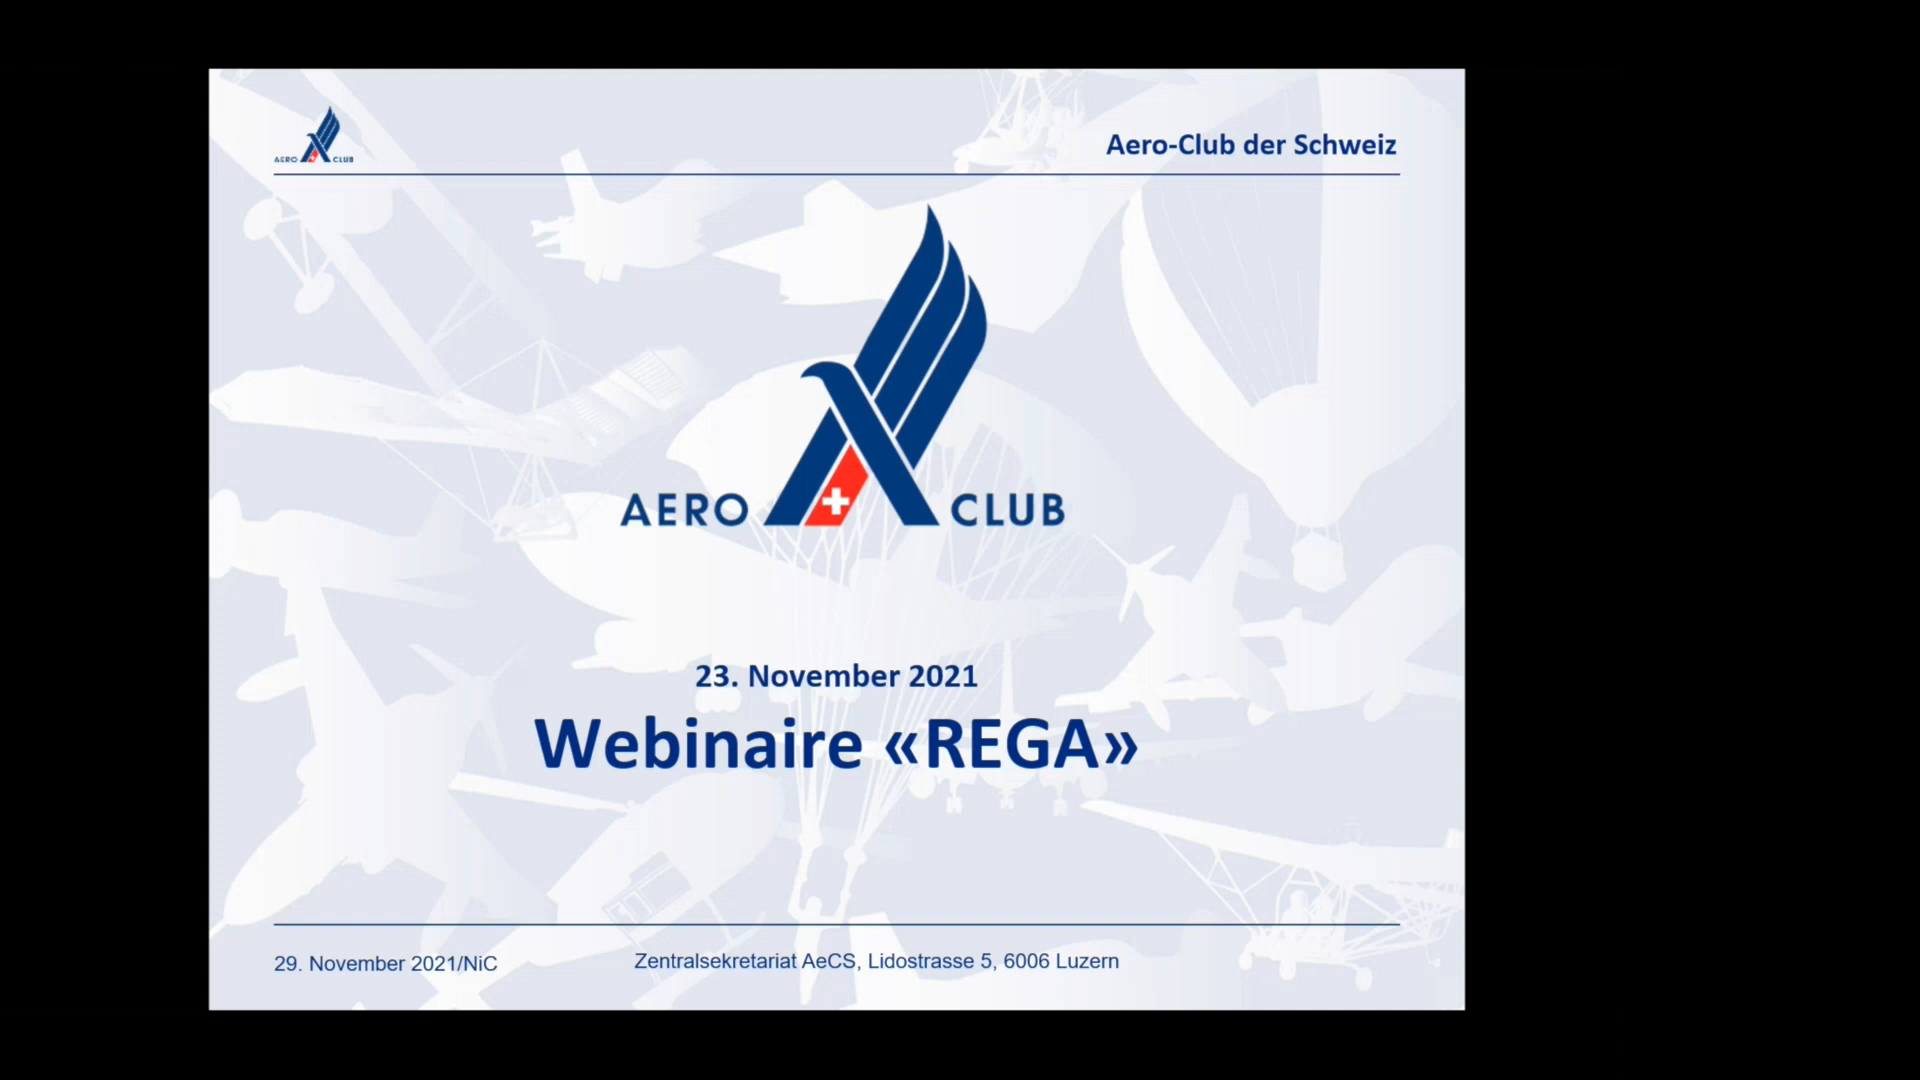 AERO CLUB
Aero-Club der Schweiz
AERO CLUB
23. November 2021
Webinaire «REGA»
29. November 2021/NiC
Zentralsekretariat AeCS, Lidostrasse 5, 6006 Luzern